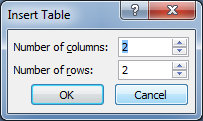 Insert Table
Number of columns: 2
Number of rows: 2
OK Cancel